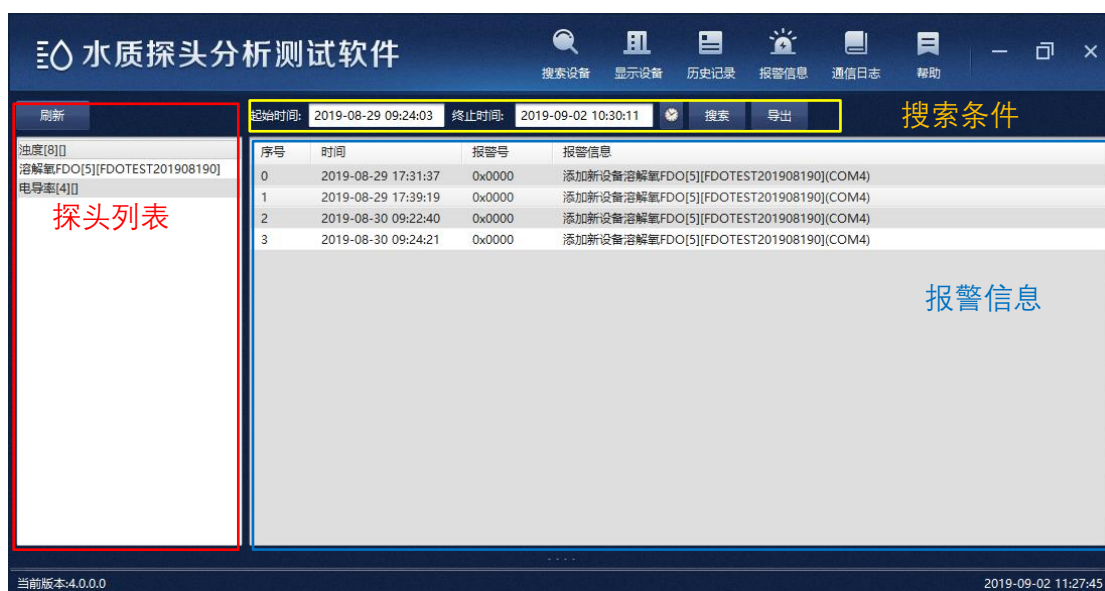 水质探头分析测试软件
搜索设备 显示设备 历史记录 报警信息 通信日志 帮助
刷新 起始时间: 2019-08-29 09:24:03 终止时间: 2019-09-02 10:30:11 搜索 导出 搜索条件
浊度[8][]
溶解氧FDO[5][FDOTEST201908190]
电导率[4][]
探头列表
序号 时间 报警号 报警信息
0 2019-08-29 17:31:37 0x0000 添加新设备溶解氧FDO[5][FDOTEST201908190](COM4)
1 2019-08-29 17:39:19 0x0000 添加新设备溶解氧FDO[5][FDOTEST201908190](COM4)
2 2019-08-30 09:22:40 0x0000 添加新设备溶解氧FDO[5][FDOTEST201908190](COM4)
3 2019-08-30 09:24:21 0x0000 添加新设备溶解氧FDO[5][FDOTEST201908190](COM4)
报警信息
当前版本:4.0.0.0 2019-09-02 11:27:45